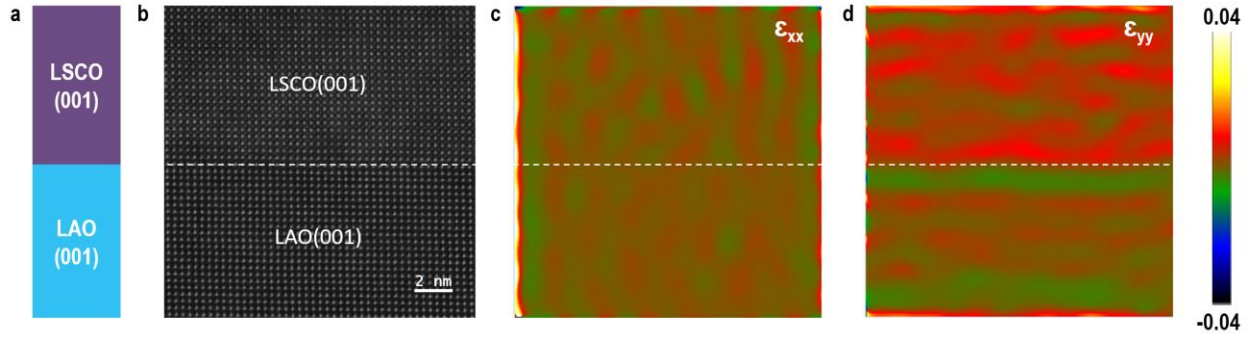 a
LSCO
(001)
LAO
(001)
b
LSCO(001)
LAO(001)
2 nm
c
εxx
d
εyy
0.04
-0.04